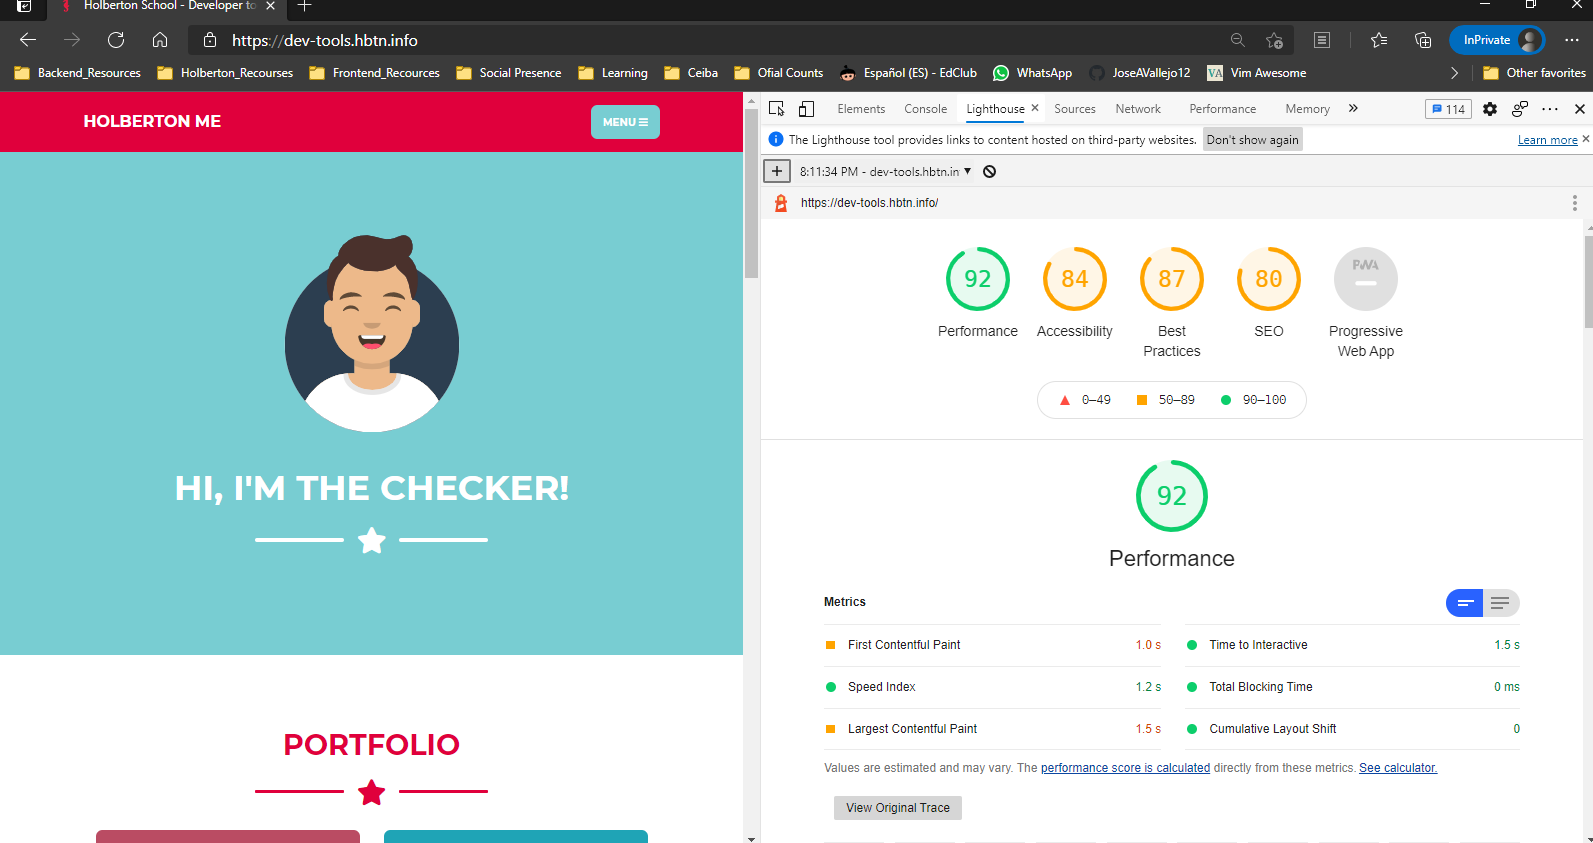 Holberton School - Developer to
https://dev-tools.hbtn.info
InPrivate
Backend_Resources
Holberton_Recourses
Frontend_Recources
Social Presence
Learning
Ceiba
Ofial Counts
Español (ES) - EdClub
WhatsApp
JoseAVallejo12
VA
Vim Awesome
Other favorites
HOLBERTON ME
MENU
HI, I'M THE CHECKER!
PORTFOLIO
Elements
Console
Lighthouse
Sources
Network
Performance
Memory
114
The Lighthouse tool provides links to content hosted on third-party websites.
Don't show again
Learn more
8:11:34 PM - dev-tools.hbtn.in
https://dev-tools.hbtn.info/
92
84
87
80
PWA
Performance
Accessibility
Best
Practices
SEO
Progressive
Web App
0–49
50–89
90–100
92
Performance
Metrics
First Contentful Paint
1.0 s
Time to Interactive
1.5 s
Speed Index
1.2 s
Total Blocking Time
0 ms
Largest Contentful Paint
1.5 s
Cumulative Layout Shift
0
Values are estimated and may vary. The performance score is calculated directly from these metrics. See calculator.
View Original Trace